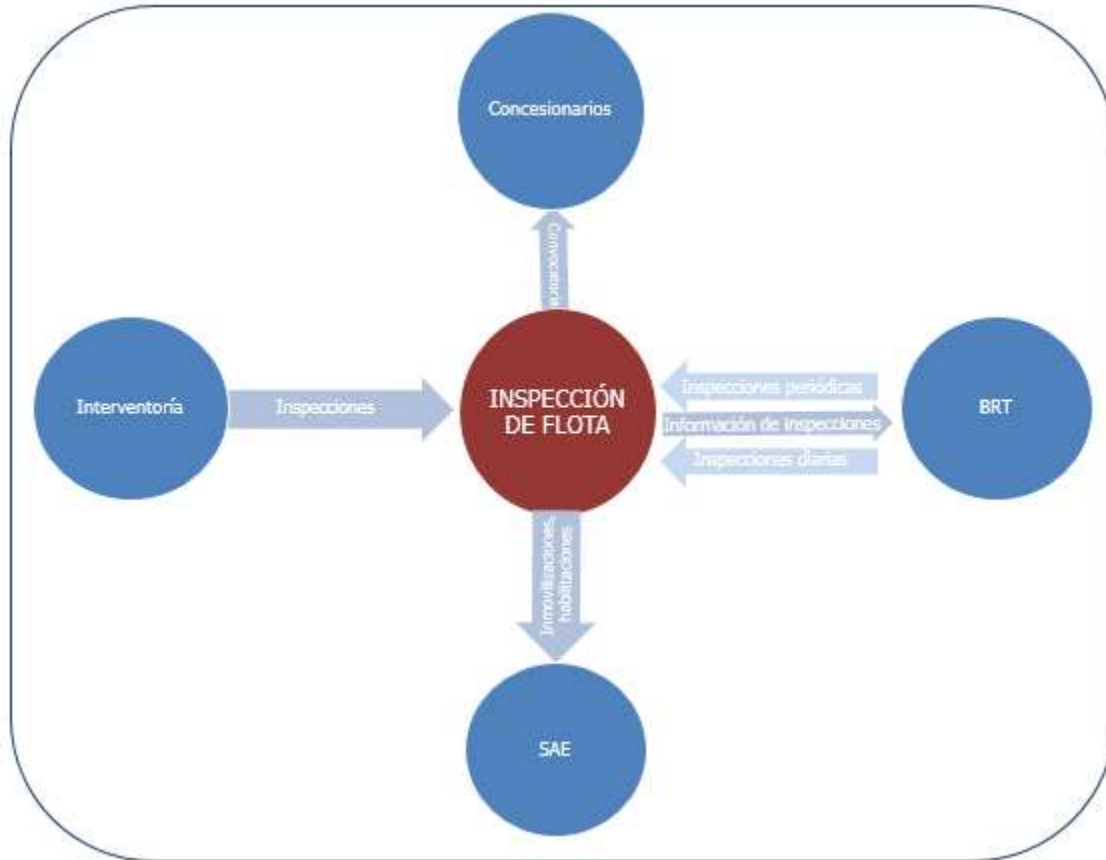 Concesionarios
Convocatoria
Interventoría
Inspecciones
INSPECCIÓN
DE FLOTA
Inspecciones periódicas
Información de inspecciones
Inspecciones diarias
BRT
Inmovilizaciones,
habilitaciones
SAE